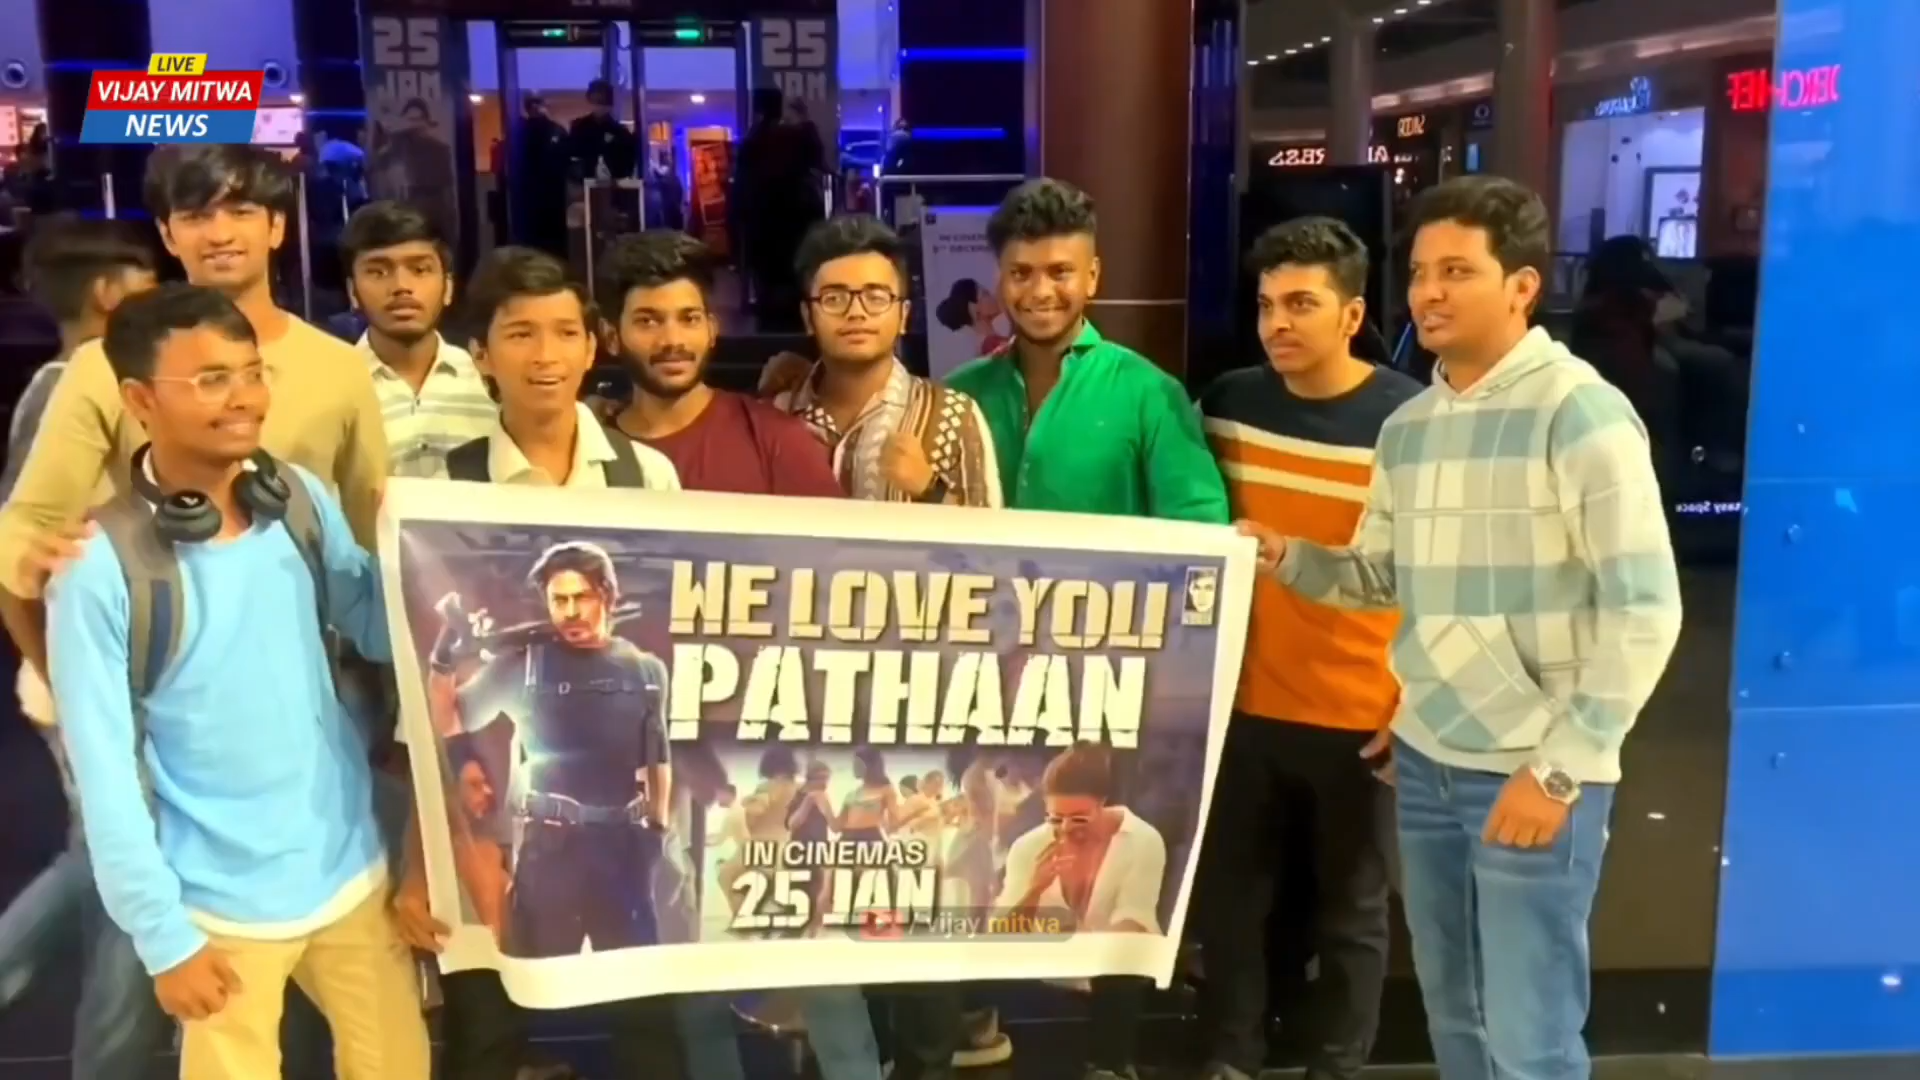 25 JAN
25 JAN
LIVE
VIJAY MITWA
NEWS
WE LOVE YOU
PATHAAN
IN CINEMAS
25 JAN
/ vijay mitwa